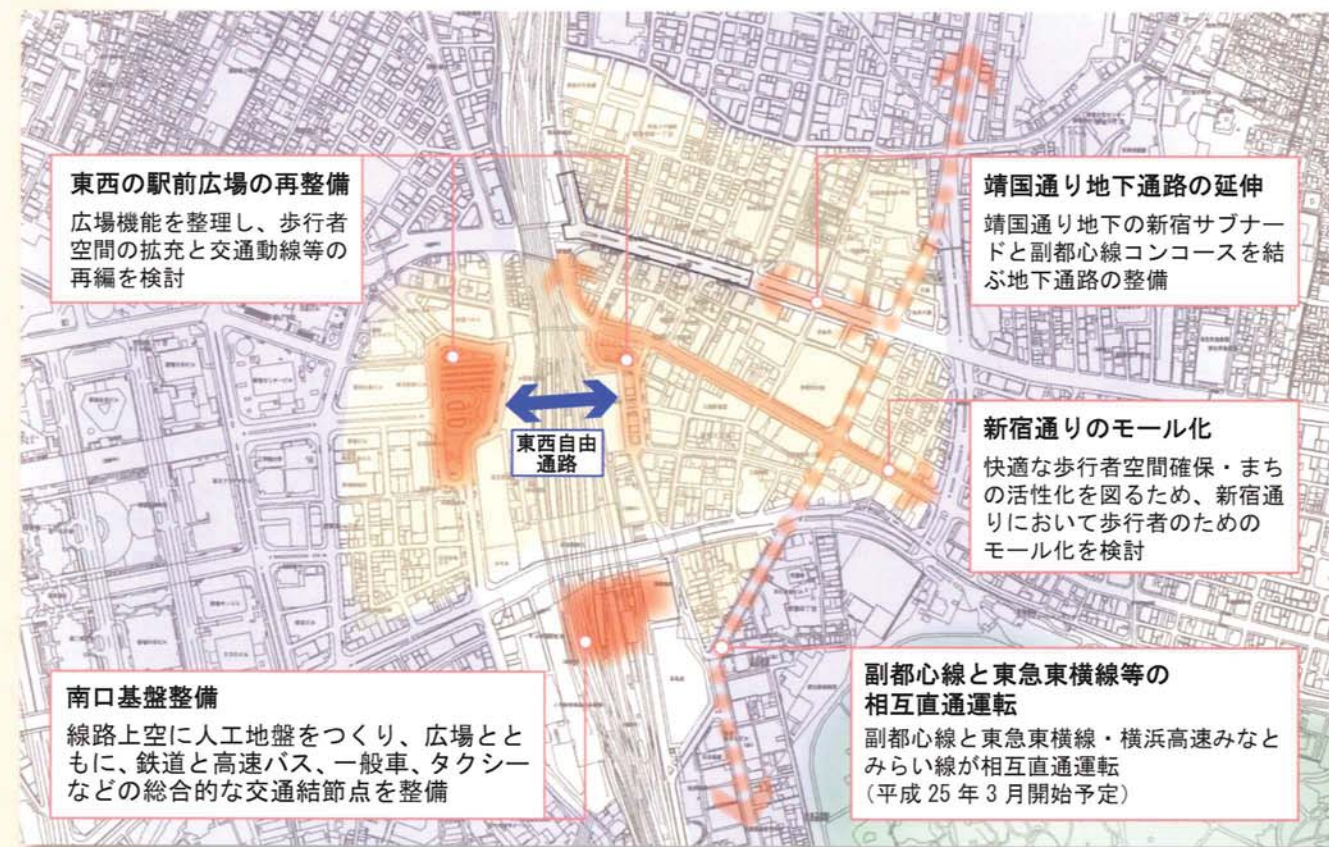 東西の駅前広場の再整備
広場機能を整理し、歩行者
空間の拡充と交通動線等の
再編を検討
靖国通り地下通路の延伸
靖国通り地下の新宿サブナー
ドと副都心線コンコースを結
ぶ地下通路の整備
東西自由
通路
新宿通りのモール化
快適な歩行者空間確保・まち
の活性化を図るため、新宿通
りにおいて歩行者のための
モール化を検討
南口基盤整備
線路上空に人工地盤をつくり、広場とと
もに、鉄道と高速バス、一般車、タクシー
などの総合的な交通結節点を整備
副都心線と東急東横線等の
相互直通運転
副都心線と東急東横線・横浜高速みなと
みらい線が相互直通運転
（平成 25 年 3 月開始予定）